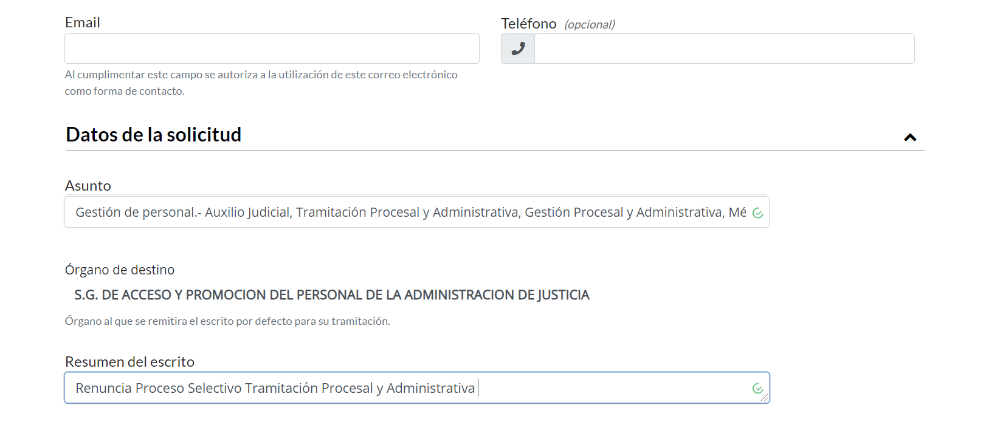 Email
Teléfono (opcional)
Al cumplimentar este campo se autoriza a la utilización de este correo electrónico
como forma de contacto.
Datos de la solicitud
Asunto
Gestión de personal.- Auxilio Judicial, Tramitación Procesal y Administrativa, Gestión Procesal y Administrativa, Mé
Órgano de destino
S.G. DE ACCESO Y PROMOCION DEL PERSONAL DE LA ADMINISTRACION DE JUSTICIA
Órgano al que se remitira el escrito por defecto para su tramitación.
Resumen del escrito
Renuncia Proceso Selectivo Tramitación Procesal y Administrativa